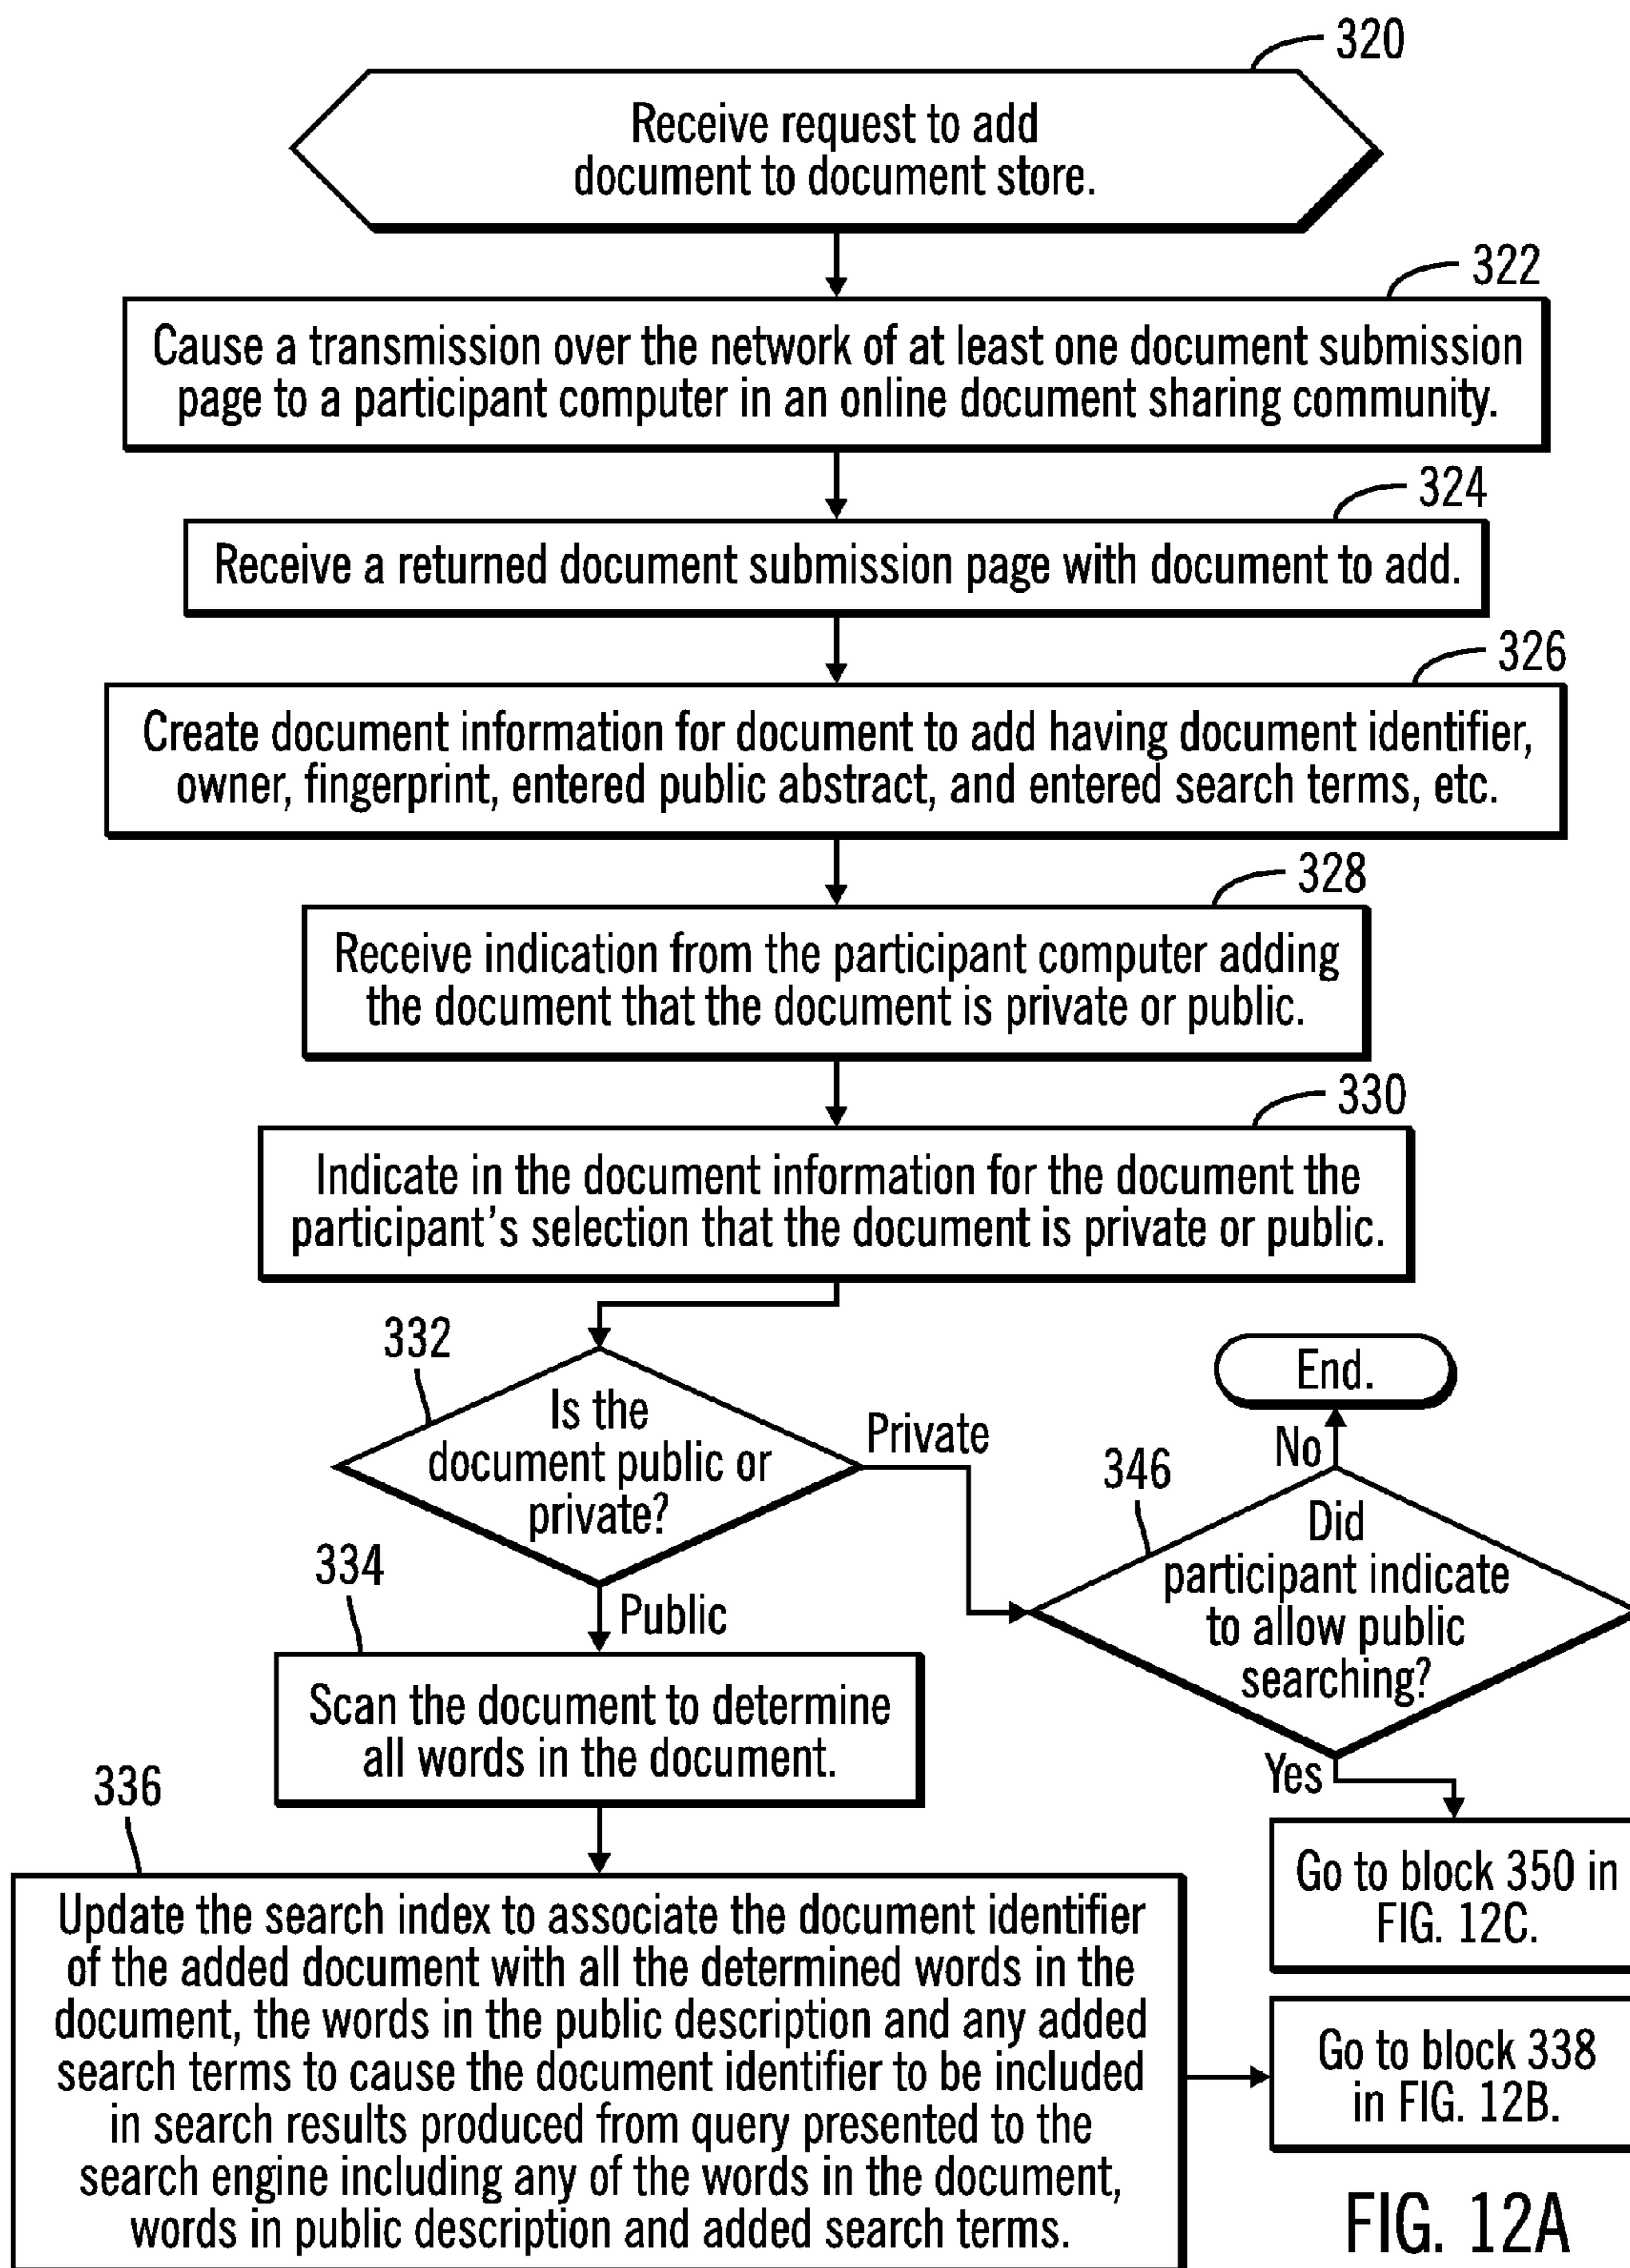 320
Receive request to add
document to document store.
322
Cause a transmission over the network of at least one document submission
page to a participant computer in an online document sharing community.
324
Receive a returned document submission page with document to add.
326
Create document information for document to add having document identifier,
owner, fingerprint, entered public abstract, and entered search terms, etc.
328
Receive indication from the participant computer adding
the document that the document is private or public.
330
Indicate in the document information for the document the
participant's selection that the document is private or public.
332
Is the
document public or
private?
Private
Public
End.
No
346
Did
participant indicate
to allow public
searching?
Yes
334
Scan the document to determine
all words in the document.
Go to block 350 in
FIG. 12C.
336
Update the search index to associate the document identifier
of the added document with all the determined words in the
document, the words in the public description and any added
search terms to cause the document identifier to be included
in search results produced from query presented to the
search engine including any of the words in the document,
words in public description and added search terms.
Go to block 338
in FIG. 12B.
FIG. 12A